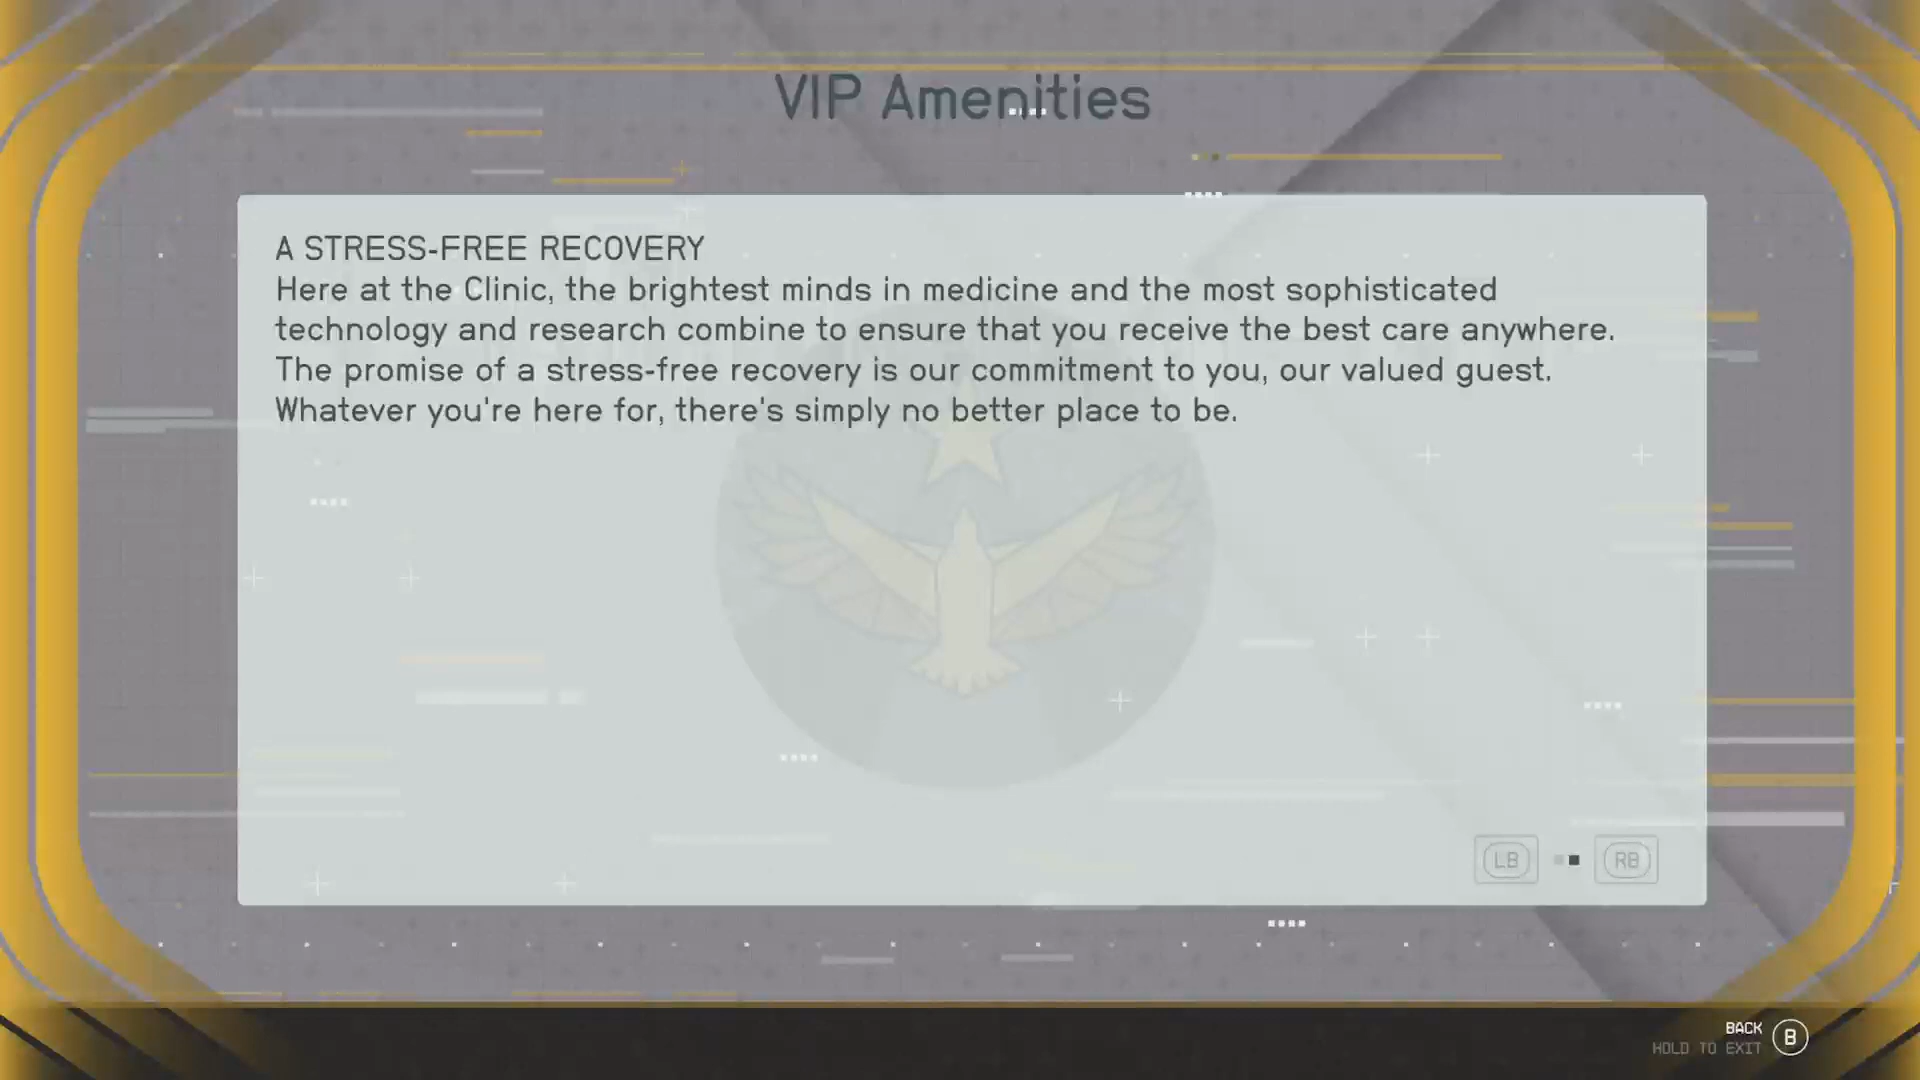 VIP Amenities
A STRESS-FREE RECOVERY
Here at the Clinic, the brightest minds in medicine and the most sophisticated
technology and research combine to ensure that you receive the best care anywhere.
The promise of a stress-free recovery is our commitment to you, our valued guest.
Whatever you're here for, there's simply no better place to be.
LB RB
BACK B
HOLD TO EXIT